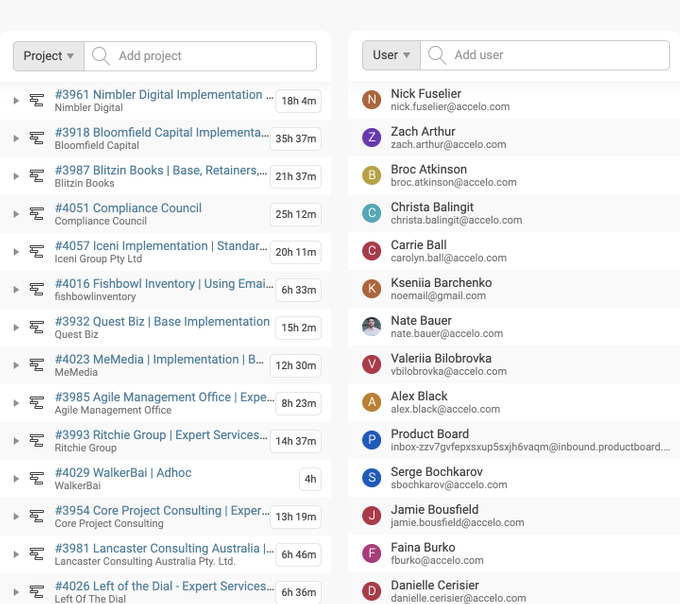 Project
Add project
#3961 Nimbler Digital Implementation ...
Nimbler Digital
18h 4m
#3918 Bloomfield Capital Implementa...
Bloomfield Capital
35h 37m
#3987 Blitzin Books | Base, Retainers,...
Blitzin Books
21h 37m
#4051 Compliance Council
Compliance Council
25h 12m
#4057 Iceni Implementation | Standar...
Iceni Group Pty Ltd
20h 11m
#4016 Fishbowl Inventory | Using Emai...
fishbowlinventory
6h 33m
#3932 Quest Biz | Base Implementation
Quest Biz
15h 2m
#4023 MeMedia | Implementation | B...
MeMedia
12h 30m
#3985 Agile Management Office | Expe...
Agile Management Office
8h 23m
#3993 Ritchie Group | Expert Services...
Ritchie Group
14h 37m
#4029 WalkerBai | Adhoc
WalkerBai
4h
#3954 Core Project Consulting | Exper...
Core Project Consulting
13h 19m
#3981 Lancaster Consulting Australia |...
Lancaster Consulting Australia Pty. Ltd.
6h 46m
#4026 Left of the Dial - Expert Services...
Left Of The Dial
6h 36m
User
Add user
N
Nick Fuselier
nick.fuselier@accelo.com
Z
Zach Arthur
zach.arthur@accelo.com
B
Broc Atkinson
broc.atkinson@accelo.com
C
Christa Balingit
christa.balingit@accelo.com
C
Carrie Ball
carolyn.ball@accelo.com
K
Kseniia Barchenko
noemail@gmail.com
Nate Bauer
nate.bauer@accelo.com
V
Valeriia Bilobrovka
vbilobrovka@accelo.com
A
Alex Black
alex.black@accelo.com
P
Product Board
inbox-zzv7gvfepxsxup5sxjh6vaqm@inbound.productboard....
S
Serge Bochkarov
sbochkarov@accelo.com
J
Jamie Bousfield
jamie.bousfield@accelo.com
F
Faina Burko
fburko@accelo.com
D
Danielle Cerisier
danielle.cerisier@accelo.com